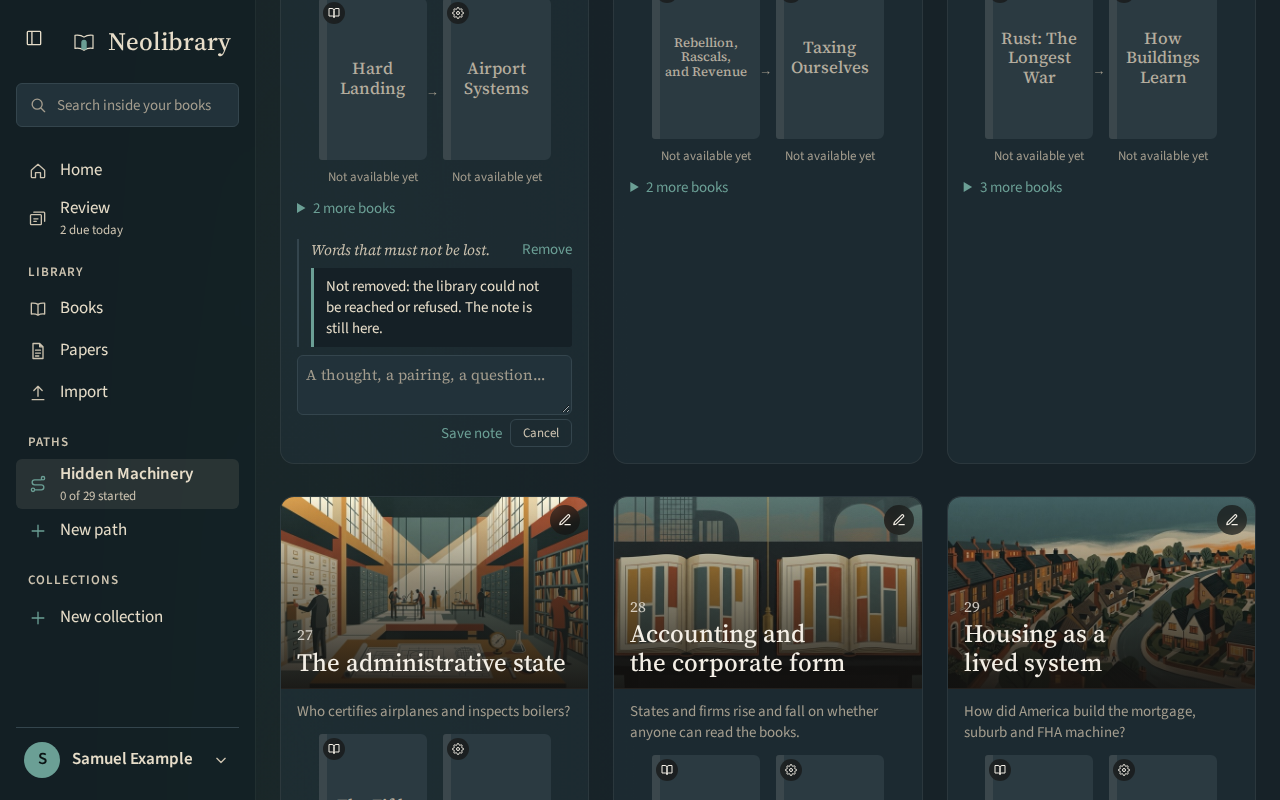 Neolibrary
Search inside your books
Home
Review
2 due today
LIBRARY
Books
Papers
Import
PATHS
Hidden Machinery
0 of 29 started
New path
COLLECTIONS
New collection
S
Samuel Example
Hard
Landing
→
Airport
Systems
Not available yet
Not available yet
2 more books
Words that must not be lost.
Remove
Not removed: the library could not
be reached or refused. The note is
still here.
A thought, a pairing, a question...
Save note
Cancel
Rebellion,
Rascals,
and Revenue
→
Taxing
Ourselves
Not available yet
Not available yet
2 more books
Rust: The
Longest
War
→
How
Buildings
Learn
Not available yet
Not available yet
3 more books
27
The administrative state
Who certifies airplanes and inspects boilers?
28
Accounting and
the corporate form
States and firms rise and fall on whether
anyone can read the books.
29
Housing as a
lived system
How did America build the mortgage,
suburb and FHA machine?